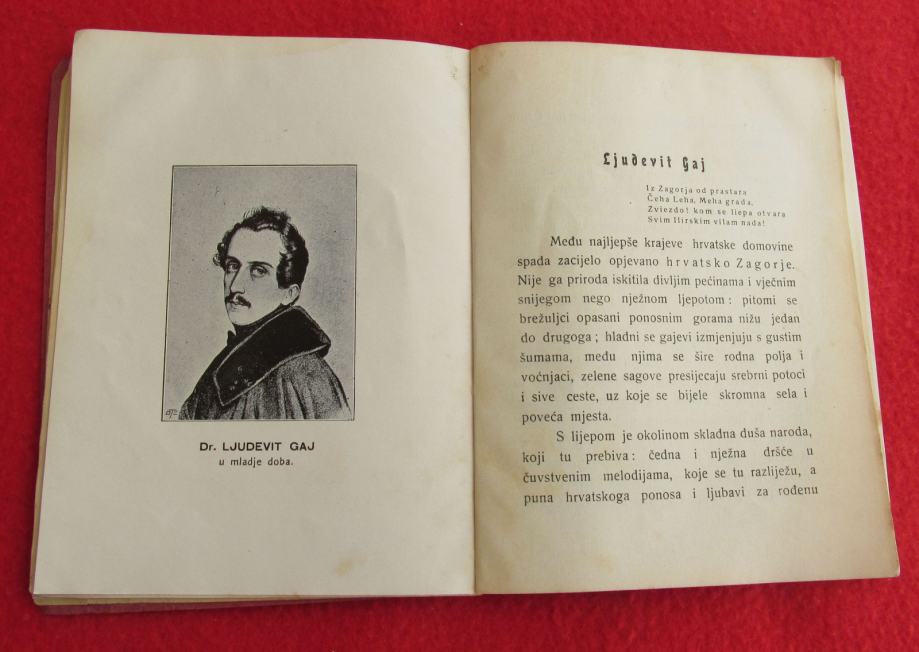 Dr. LJUDEVIT GAJ
u mladje doba.
Ljudevit Gaj
Iz Zagorja od prastara
Čeha Leha, Meha grada,
Zviezdo! kom se liepa otvara
Svim Ilirskim vilam nada!
Među najljepše krajeve hrvatske domovine
spada zacijelo opjevano hrvatsko Zagorje.
Nije ga priroda iskitila divljim pećinama i vječnim
snijegom nego nježnom ljepotom: pitomi se
brežuljci opasani ponosnim gorama nižu jedan
do drugoga; hladni se gajevi izmjenjuju s gustim
šumama, među njima se šire rodna polja i
voćnjaci, zelene sagove presijecaju srebrni potoci
i sive ceste, uz koje se bijele skromna sela i
poveća mjesta.
S lijepom je okolinom skladna duša naroda,
koji tu prebiva: čedna i nježna dršće u
čuvstvenim melodijama, koje se tu razliježu, a
puna hrvatskoga ponosa i ljubavi za rođenu